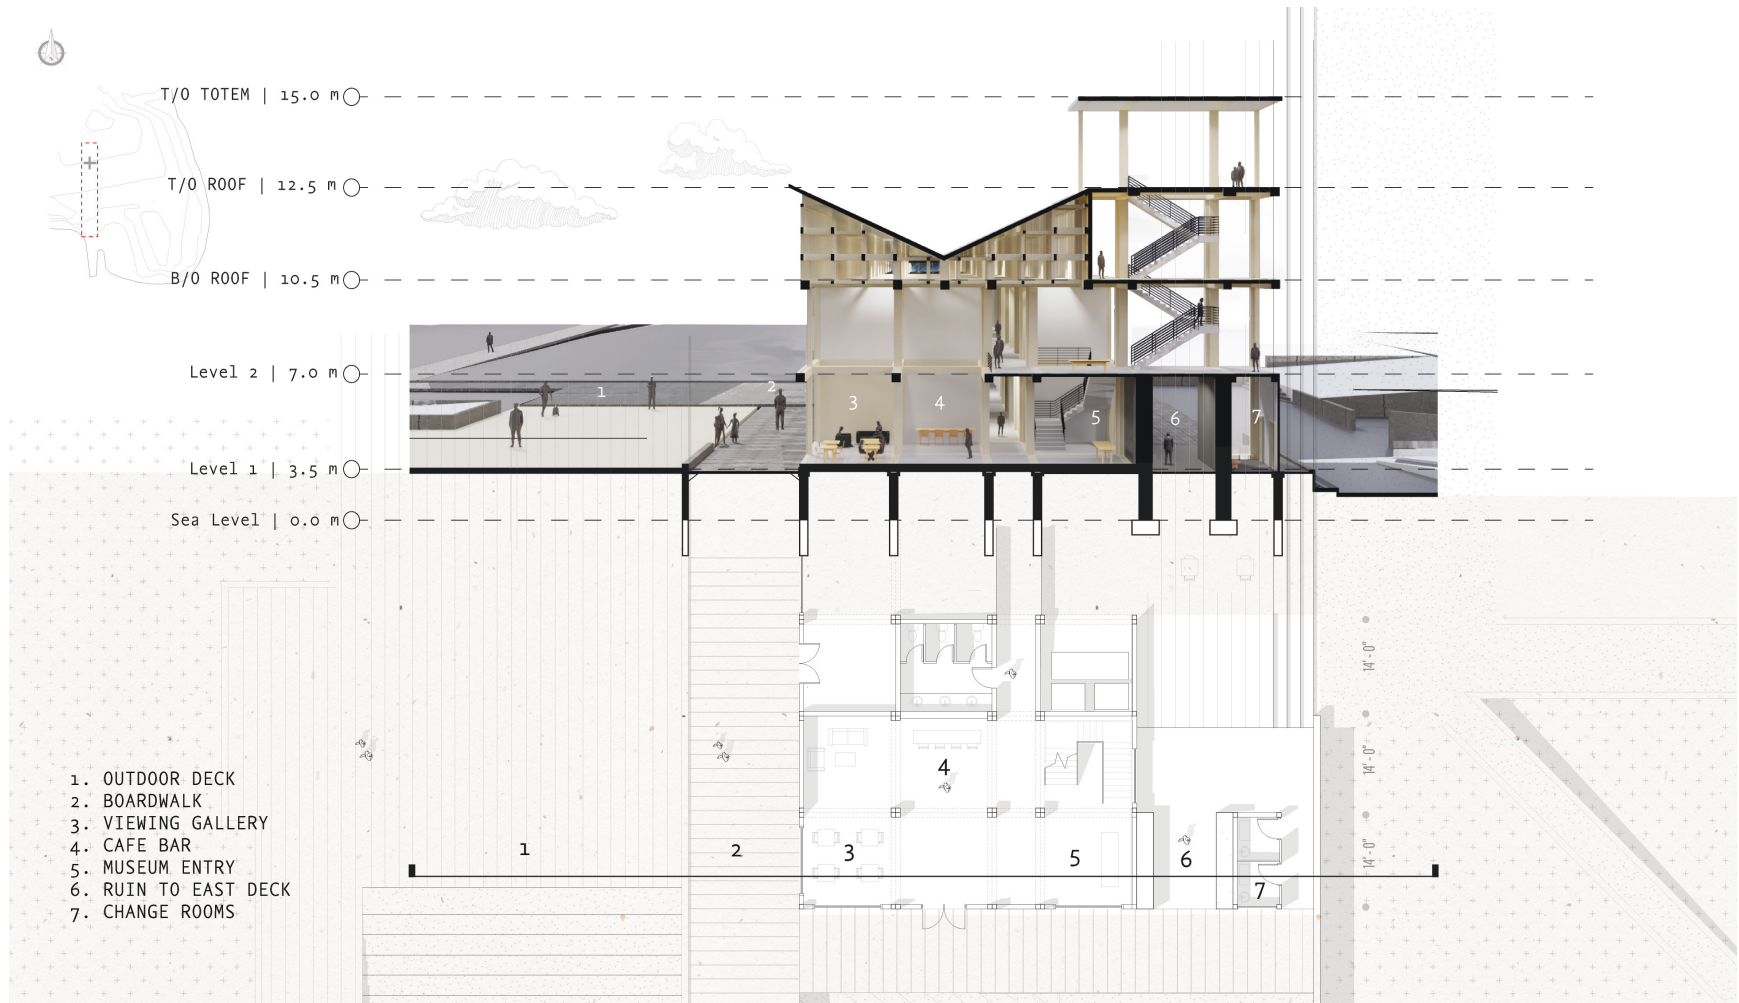 T/O TOTEM | 15.0 m
T/O ROOF | 12.5 m
B/O ROOF | 10.5 m
Level 2 | 7.0 m
1
2
3
4
5
6
7
Level 1 | 3.5 m
Sea Level | 0.0 m
14'-0"
14'-0"
14'-0"
4
1
2
3
5
6
7
1. OUTDOOR DECK
2. BOARDWALK
3. VIEWING GALLERY
4. CAFE BAR
5. MUSEUM ENTRY
6. RUIN TO EAST DECK
7. CHANGE ROOMS